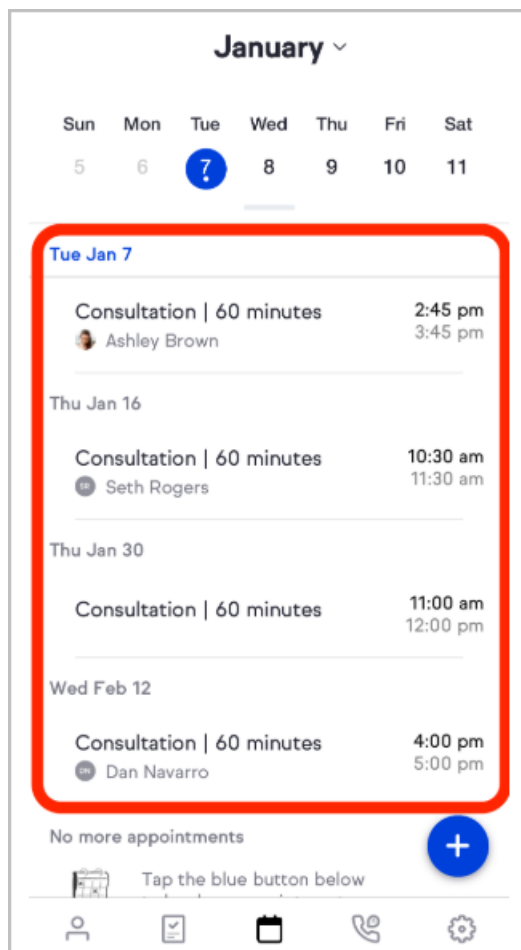 January
Sun Mon Tue Wed Thu Fri Sat
5 6 7 8 9 10 11
Tue Jan 7
Consultation | 60 minutes 2:45 pm
Ashley Brown 3:45 pm
Thu Jan 16
Consultation | 60 minutes 10:30 am
SR Seth Rogers 11:30 am
Thu Jan 30
Consultation | 60 minutes 11:00 am
12:00 pm
Wed Feb 12
Consultation | 60 minutes 4:00 pm
DN Dan Navarro 5:00 pm
No more appointments
+
Tap the blue button below